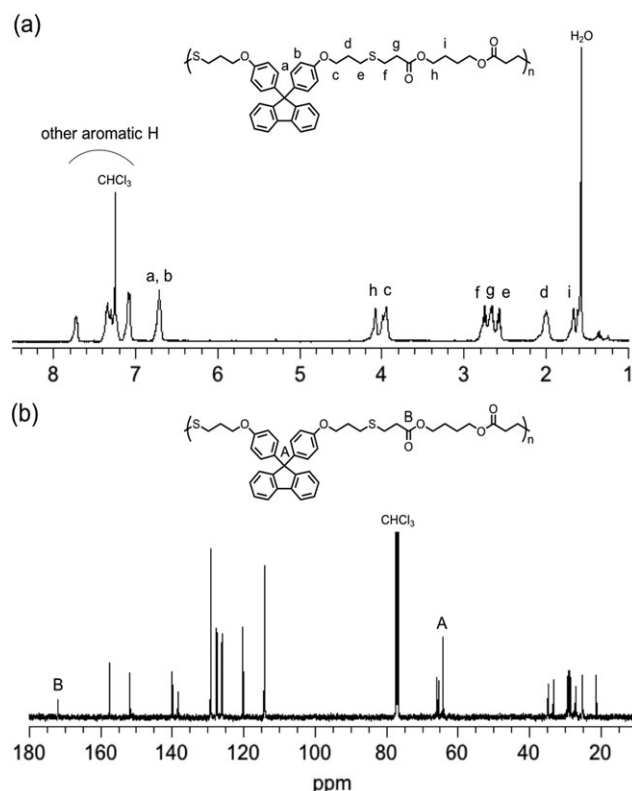 (a)
S O a b O c d e S f g O O h i O O n
other aromatic H
CHCl₃
H₂O
a, b
h c
f g e
d
i
8 7 6 5 4 3 2 1
(b)
S O A O S B O O O O n
CHCl₃
A
B
180 160 140 120 100 80 60 40 20
ppm